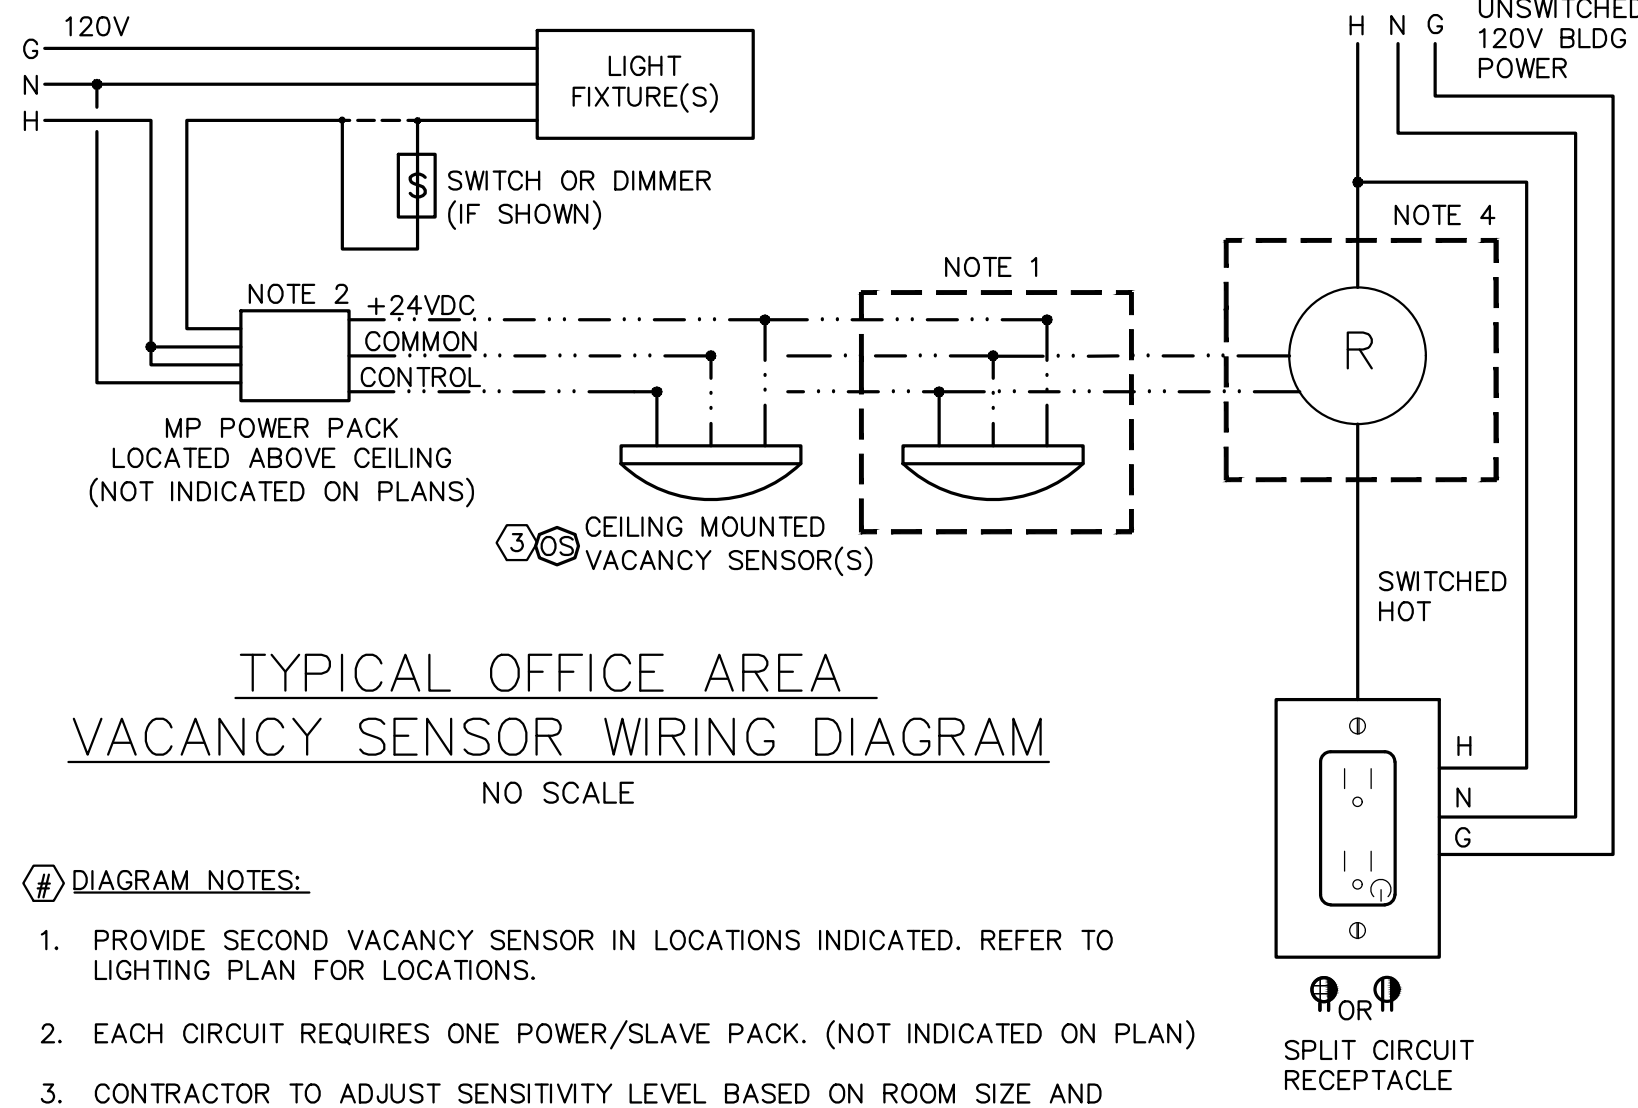 120V
G
N
H
LIGHT
FIXTURE(S)
S
SWITCH OR DIMMER
(IF SHOWN)
H N G
UNSWITCHED
120V BLDG
POWER
NOTE 4
NOTE 1
NOTE 2
+24VDC
COMMON
CONTROL
R
MP POWER PACK
LOCATED ABOVE CEILING
(NOT INDICATED ON PLANS)
3 OS
CEILING MOUNTED
VACANCY SENSOR(S)
SWITCHED
HOT
TYPICAL OFFICE AREA
VACANCY SENSOR WIRING DIAGRAM
NO SCALE
H
N
G
OR
SPLIT CIRCUIT
RECEPTACLE
# DIAGRAM NOTES:
1. PROVIDE SECOND VACANCY SENSOR IN LOCATIONS INDICATED. REFER TO
LIGHTING PLAN FOR LOCATIONS.
2. EACH CIRCUIT REQUIRES ONE POWER/SLAVE PACK. (NOT INDICATED ON PLAN)
3. CONTRACTOR TO ADJUST SENSITIVITY LEVEL BASED ON ROOM SIZE AND